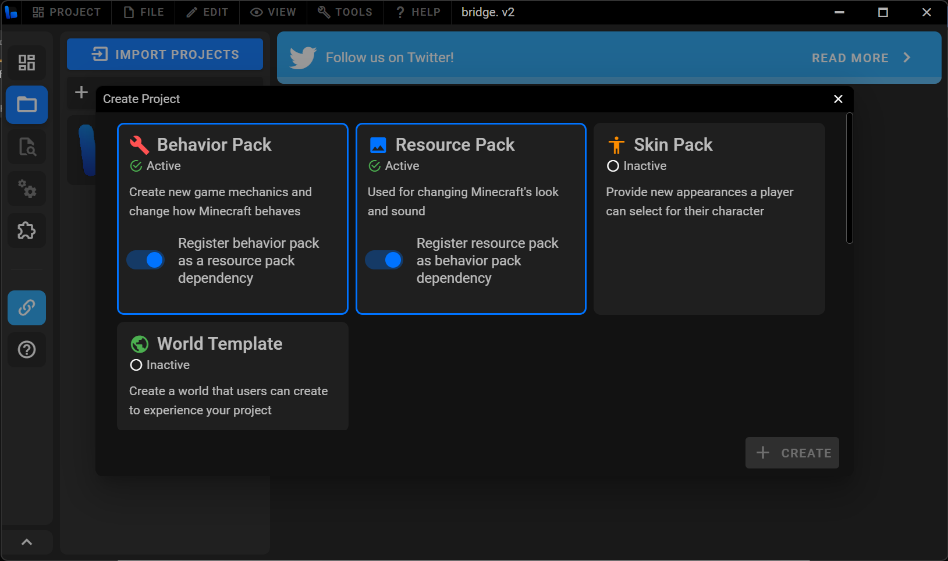 PROJECT FILE EDIT VIEW TOOLS ? HELP bridge. v2
IMPORT PROJECTS
Follow us on Twitter! READ MORE
Create Project
Behavior Pack
Active
Create new game mechanics and
change how Minecraft behaves
Register behavior pack
as a resource pack
dependency
Resource Pack
Active
Used for changing Minecraft's look
and sound
Register resource pack
as behavior pack
dependency
Skin Pack
Inactive
Provide new appearances a player
can select for their character
World Template
Inactive
Create a world that users can create
to experience your project
+ CREATE